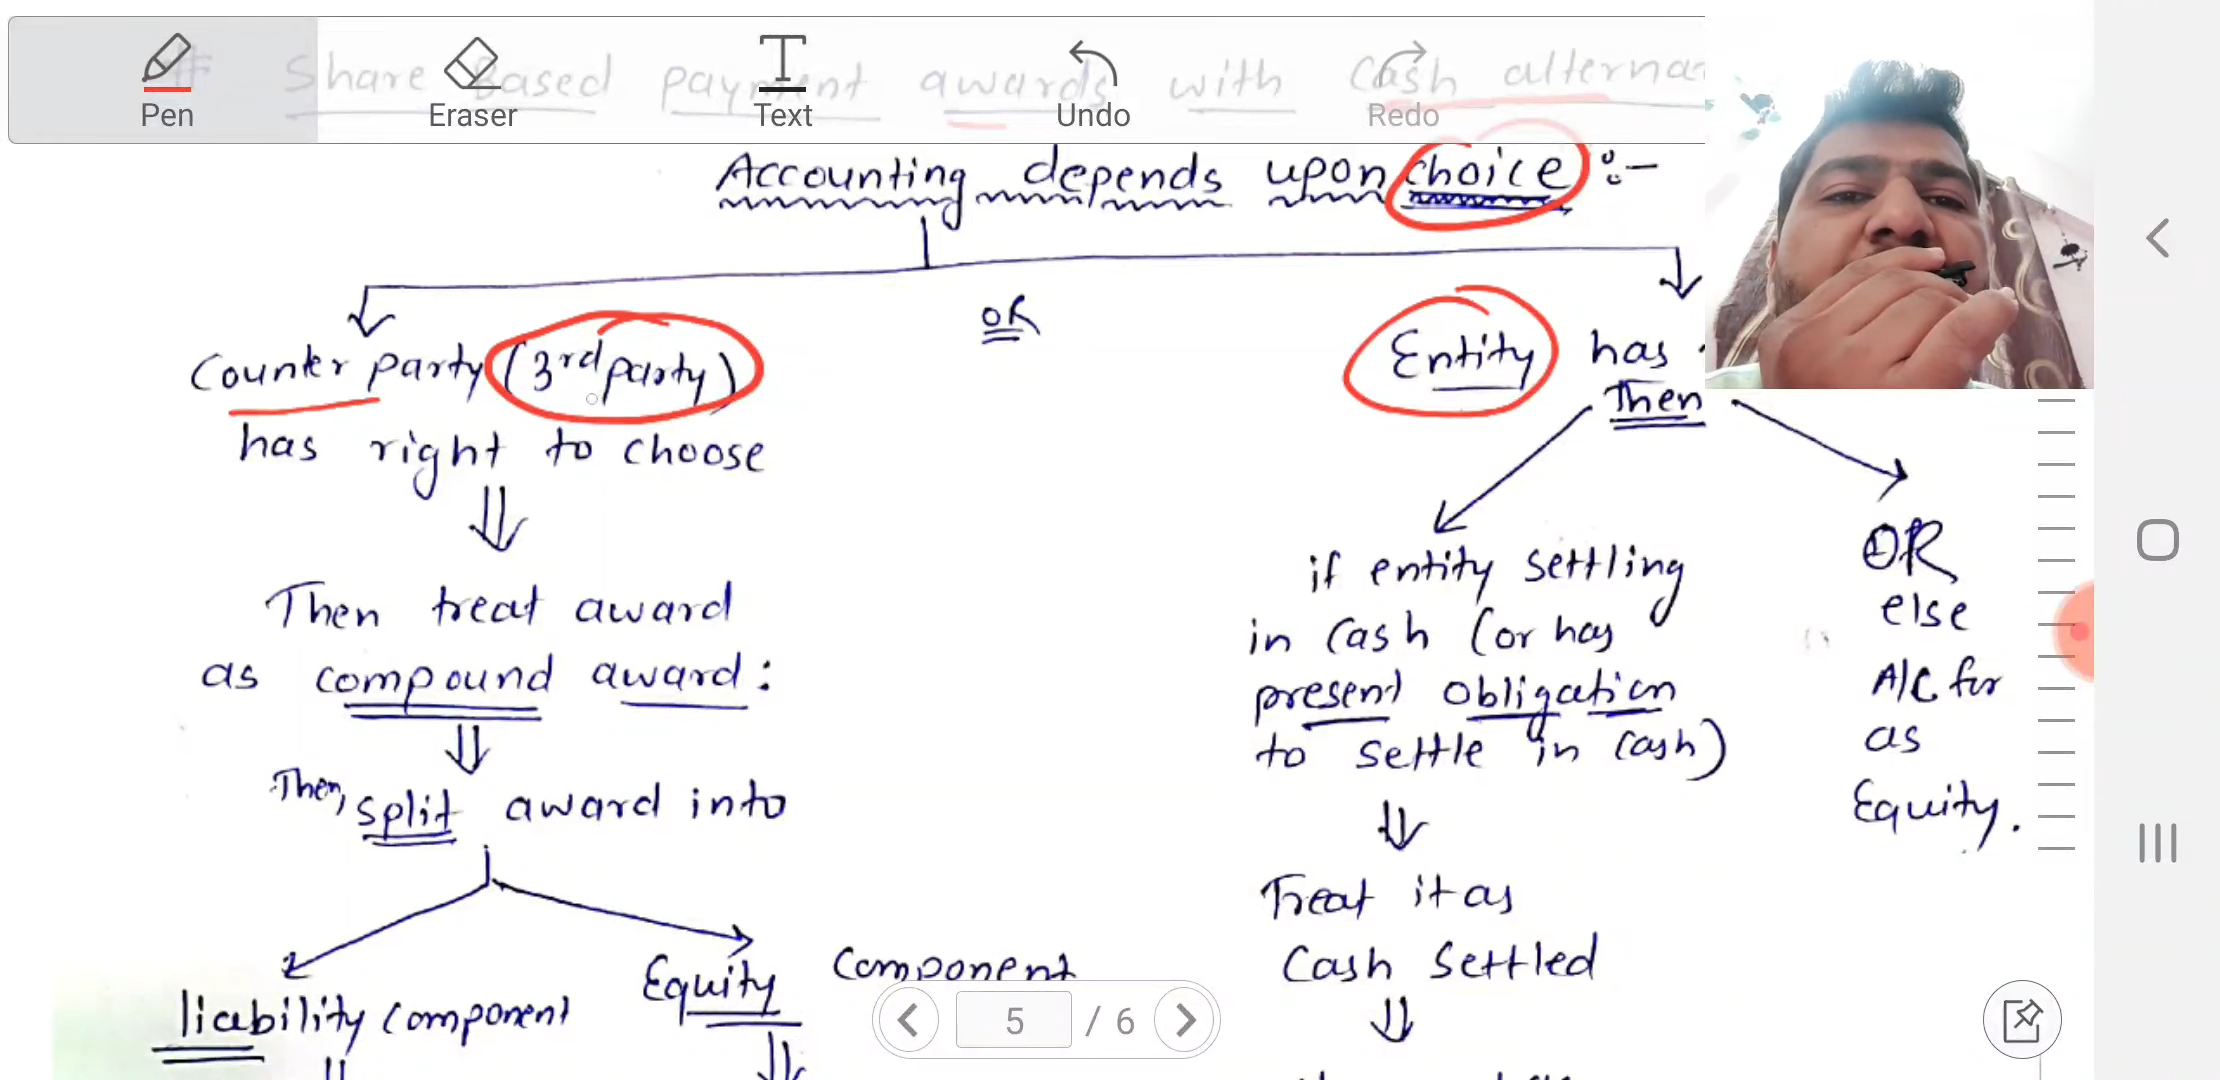 # Share Based payment awards with Cash alterna
Pen
Eraser
Text
Undo
Redo
Accounting depends upon choice :-
Counter party (3rd party)
has right to choose
OR
Entity has
Then
Then treat award
as compound award:
Then, split award into
liability component
Equity component
if entity settling
in cash (or has
present obligation
to settle in cash)
Treat it as
Cash settled
OR
else
A/C for
as
Equity.
5 / 6